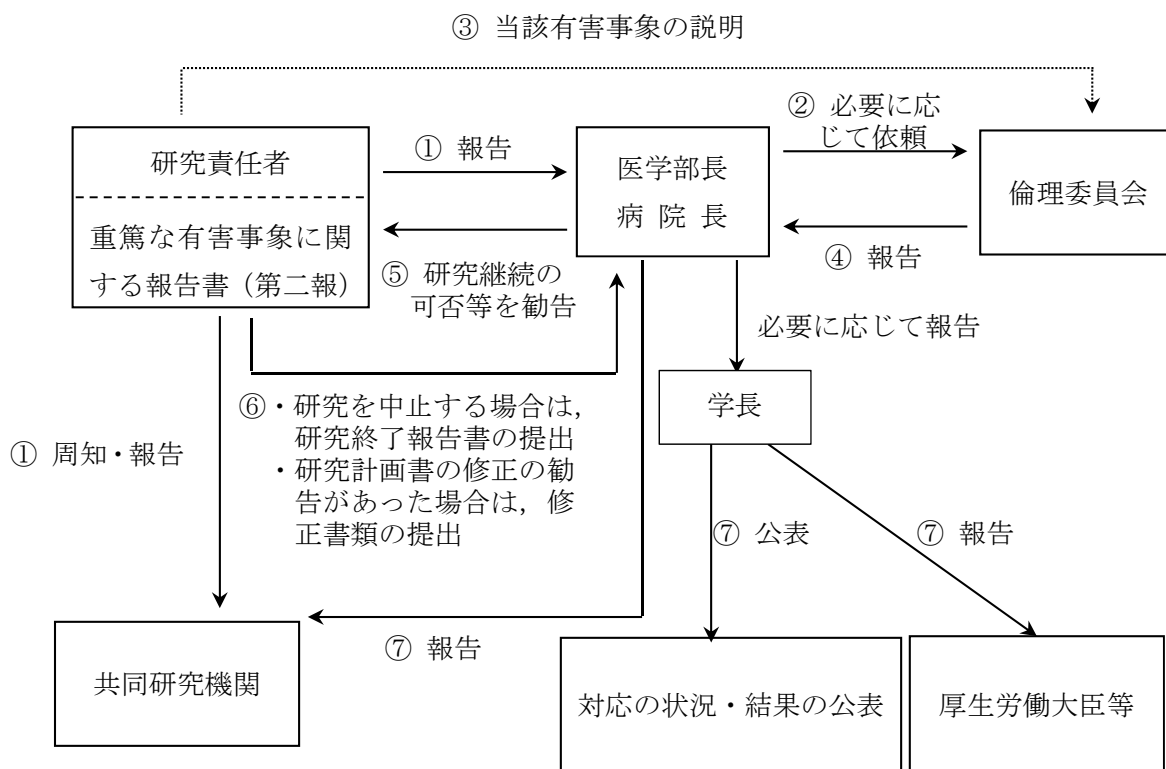 ③ 当該有害事象の説明
② 必要に応
じて依頼
研究責任者
① 報告
医学部長
病 院 長
倫理委員会
重篤な有害事象に関
する報告書（第二報）
④ 報告
⑤ 研究継続の
可否等を勧告
必要に応じて報告
学長
⑥・研究を中止する場合は，
研究終了報告書の提出
・研究計画書の修正の勧
告があった場合は，修
正書類の提出
① 周知・報告
⑦ 公表
⑦ 報告
⑦ 報告
共同研究機関
対応の状況・結果の公表
厚生労働大臣等